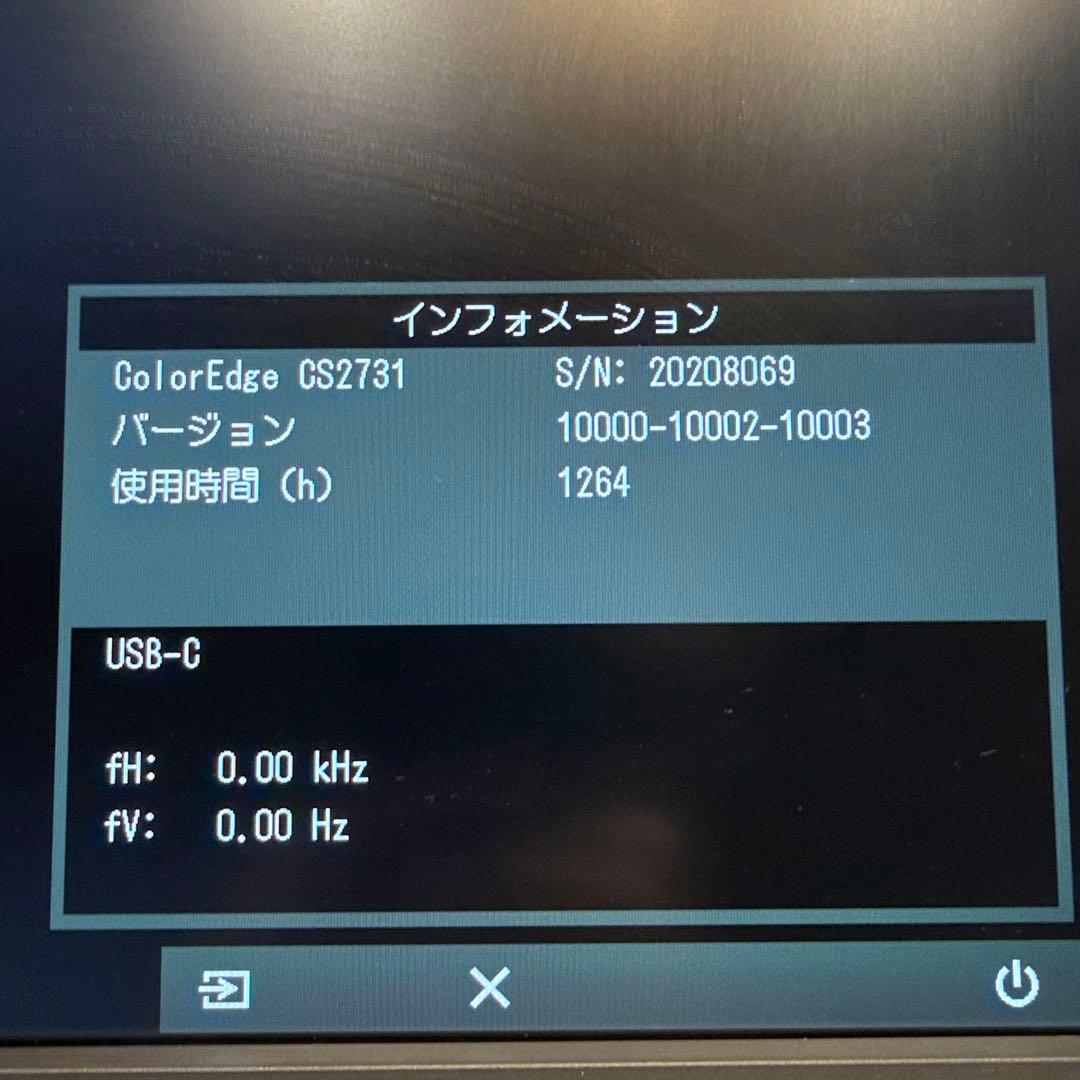 インフォメーション
ColorEdge CS2731 S/N: 20208069
バージョン 10000-10002-10003
使用時間 (h) 1264
USB-C
fH: 0.00 kHz
fV: 0.00 Hz